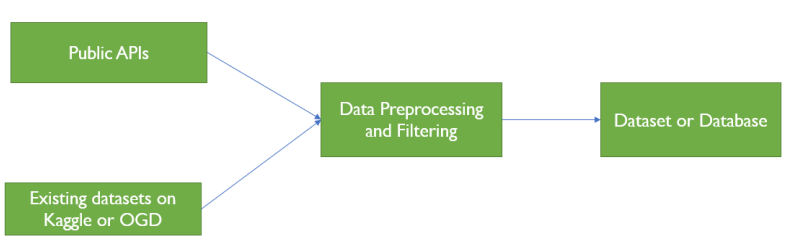 Public APIs
Data Preprocessing
and Filtering
Dataset or Database
Existing datasets on
Kaggle or OGD